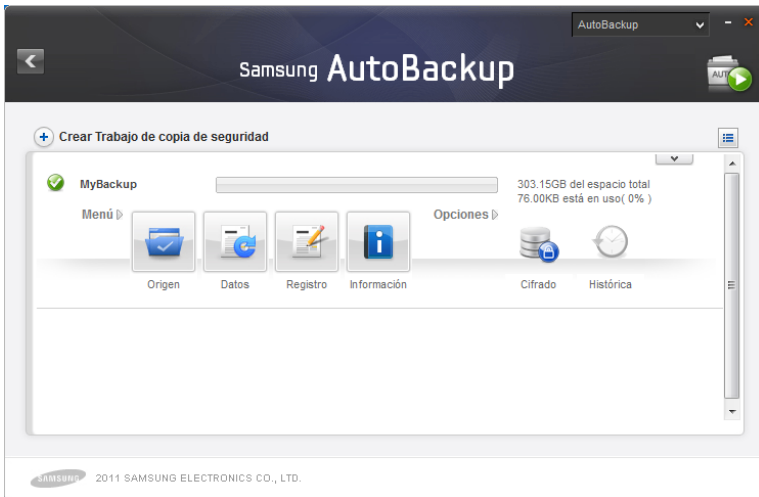 AutoBackup
Samsung AutoBackup
AUTO
Crear Trabajo de copia de seguridad
MyBackup
303.15GB del espacio total
76.00KB está en uso( 0% )
Menú
Opciones
Origen
Datos
Registro
Información
Cifrado
Histórica
SAMSUNG
2011 SAMSUNG ELECTRONICS CO., LTD.